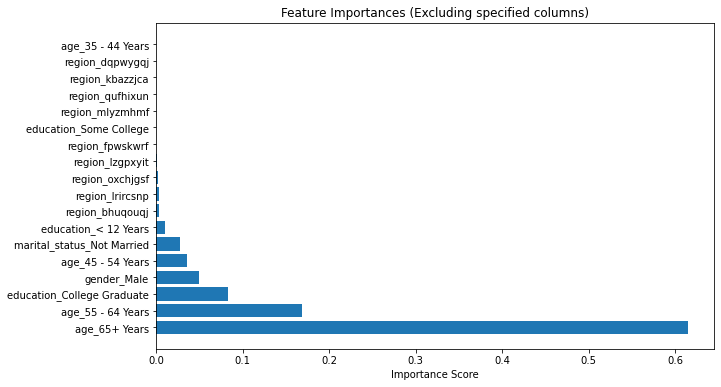 Feature Importances (Excluding specified columns)
age_35 - 44 Years
region_dqpwygqj
region_kbazzjca
region_qufhixun
region_mlyzmhmf
education_Some College
region_fpwskwrf
region_lzgpxyit
region_oxchjgsf
region_lrircsnp
region_bhuqouqj
education_< 12 Years
marital_status_Not Married
age_45 - 54 Years
gender_Male
education_College Graduate
age_55 - 64 Years
age_65+ Years
0.0 0.1 0.2 0.3 0.4 0.5 0.6
Importance Score